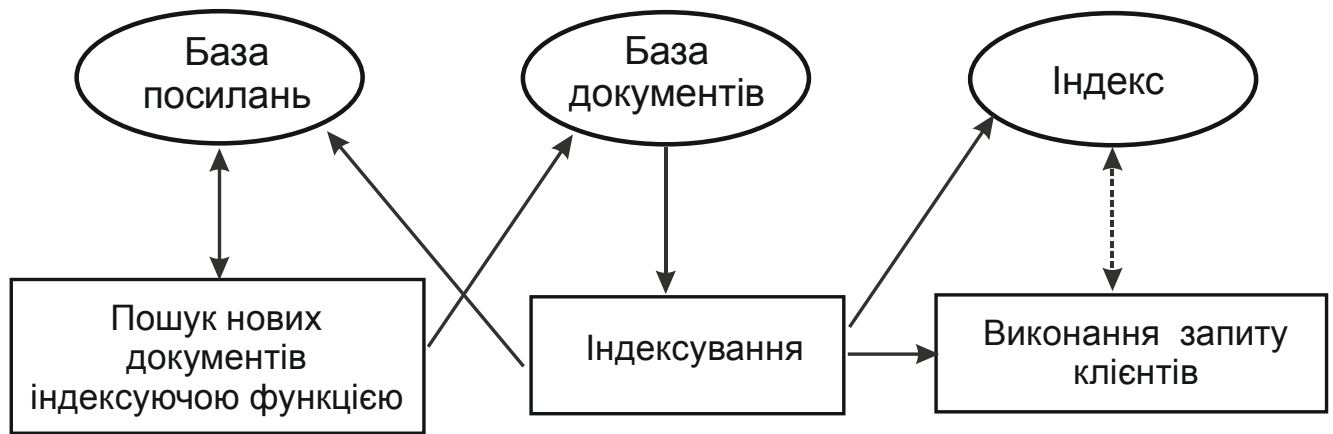 База
посилань
База
документів
Індекс
Пошук нових
документів
індексуючою функцією
Індексування
Виконання запиту
клієнтів